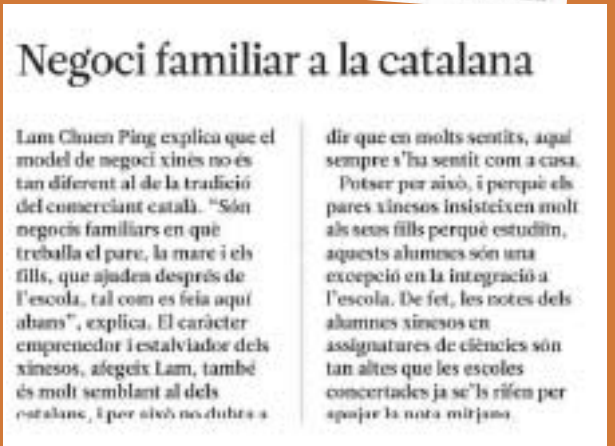 Negoci familiar a la catalana
Lam Chuen Ping explica que el
model de negoci xinès no és
tan diferent al de la tradició
del comerciant català. “Són
negocis familiars en què
treballa el pare, la mare i els
fills, que ajuden després de
l’escola, tal com es feia aquí
abans”, explica. El caràcter
emprenedor i estalviador dels
xinesos, afegeix Lam, també
és molt semblant al dels
catalans, i per això no dubta a
dir que en molts sentits, aquí
sempre s’ha sentit com a casa.
Potser per això, i perquè els
pares xinesos insisteixen molt
als seus fills perquè estudiïn,
aquests alumnes són una
excepció en la integració a
l’escola. De fet, les notes dels
alumnes xinesos en
assignatures de ciències són
tan altes que les escoles
concertades ja se’ls rifen per
apujar la nota mitjana.